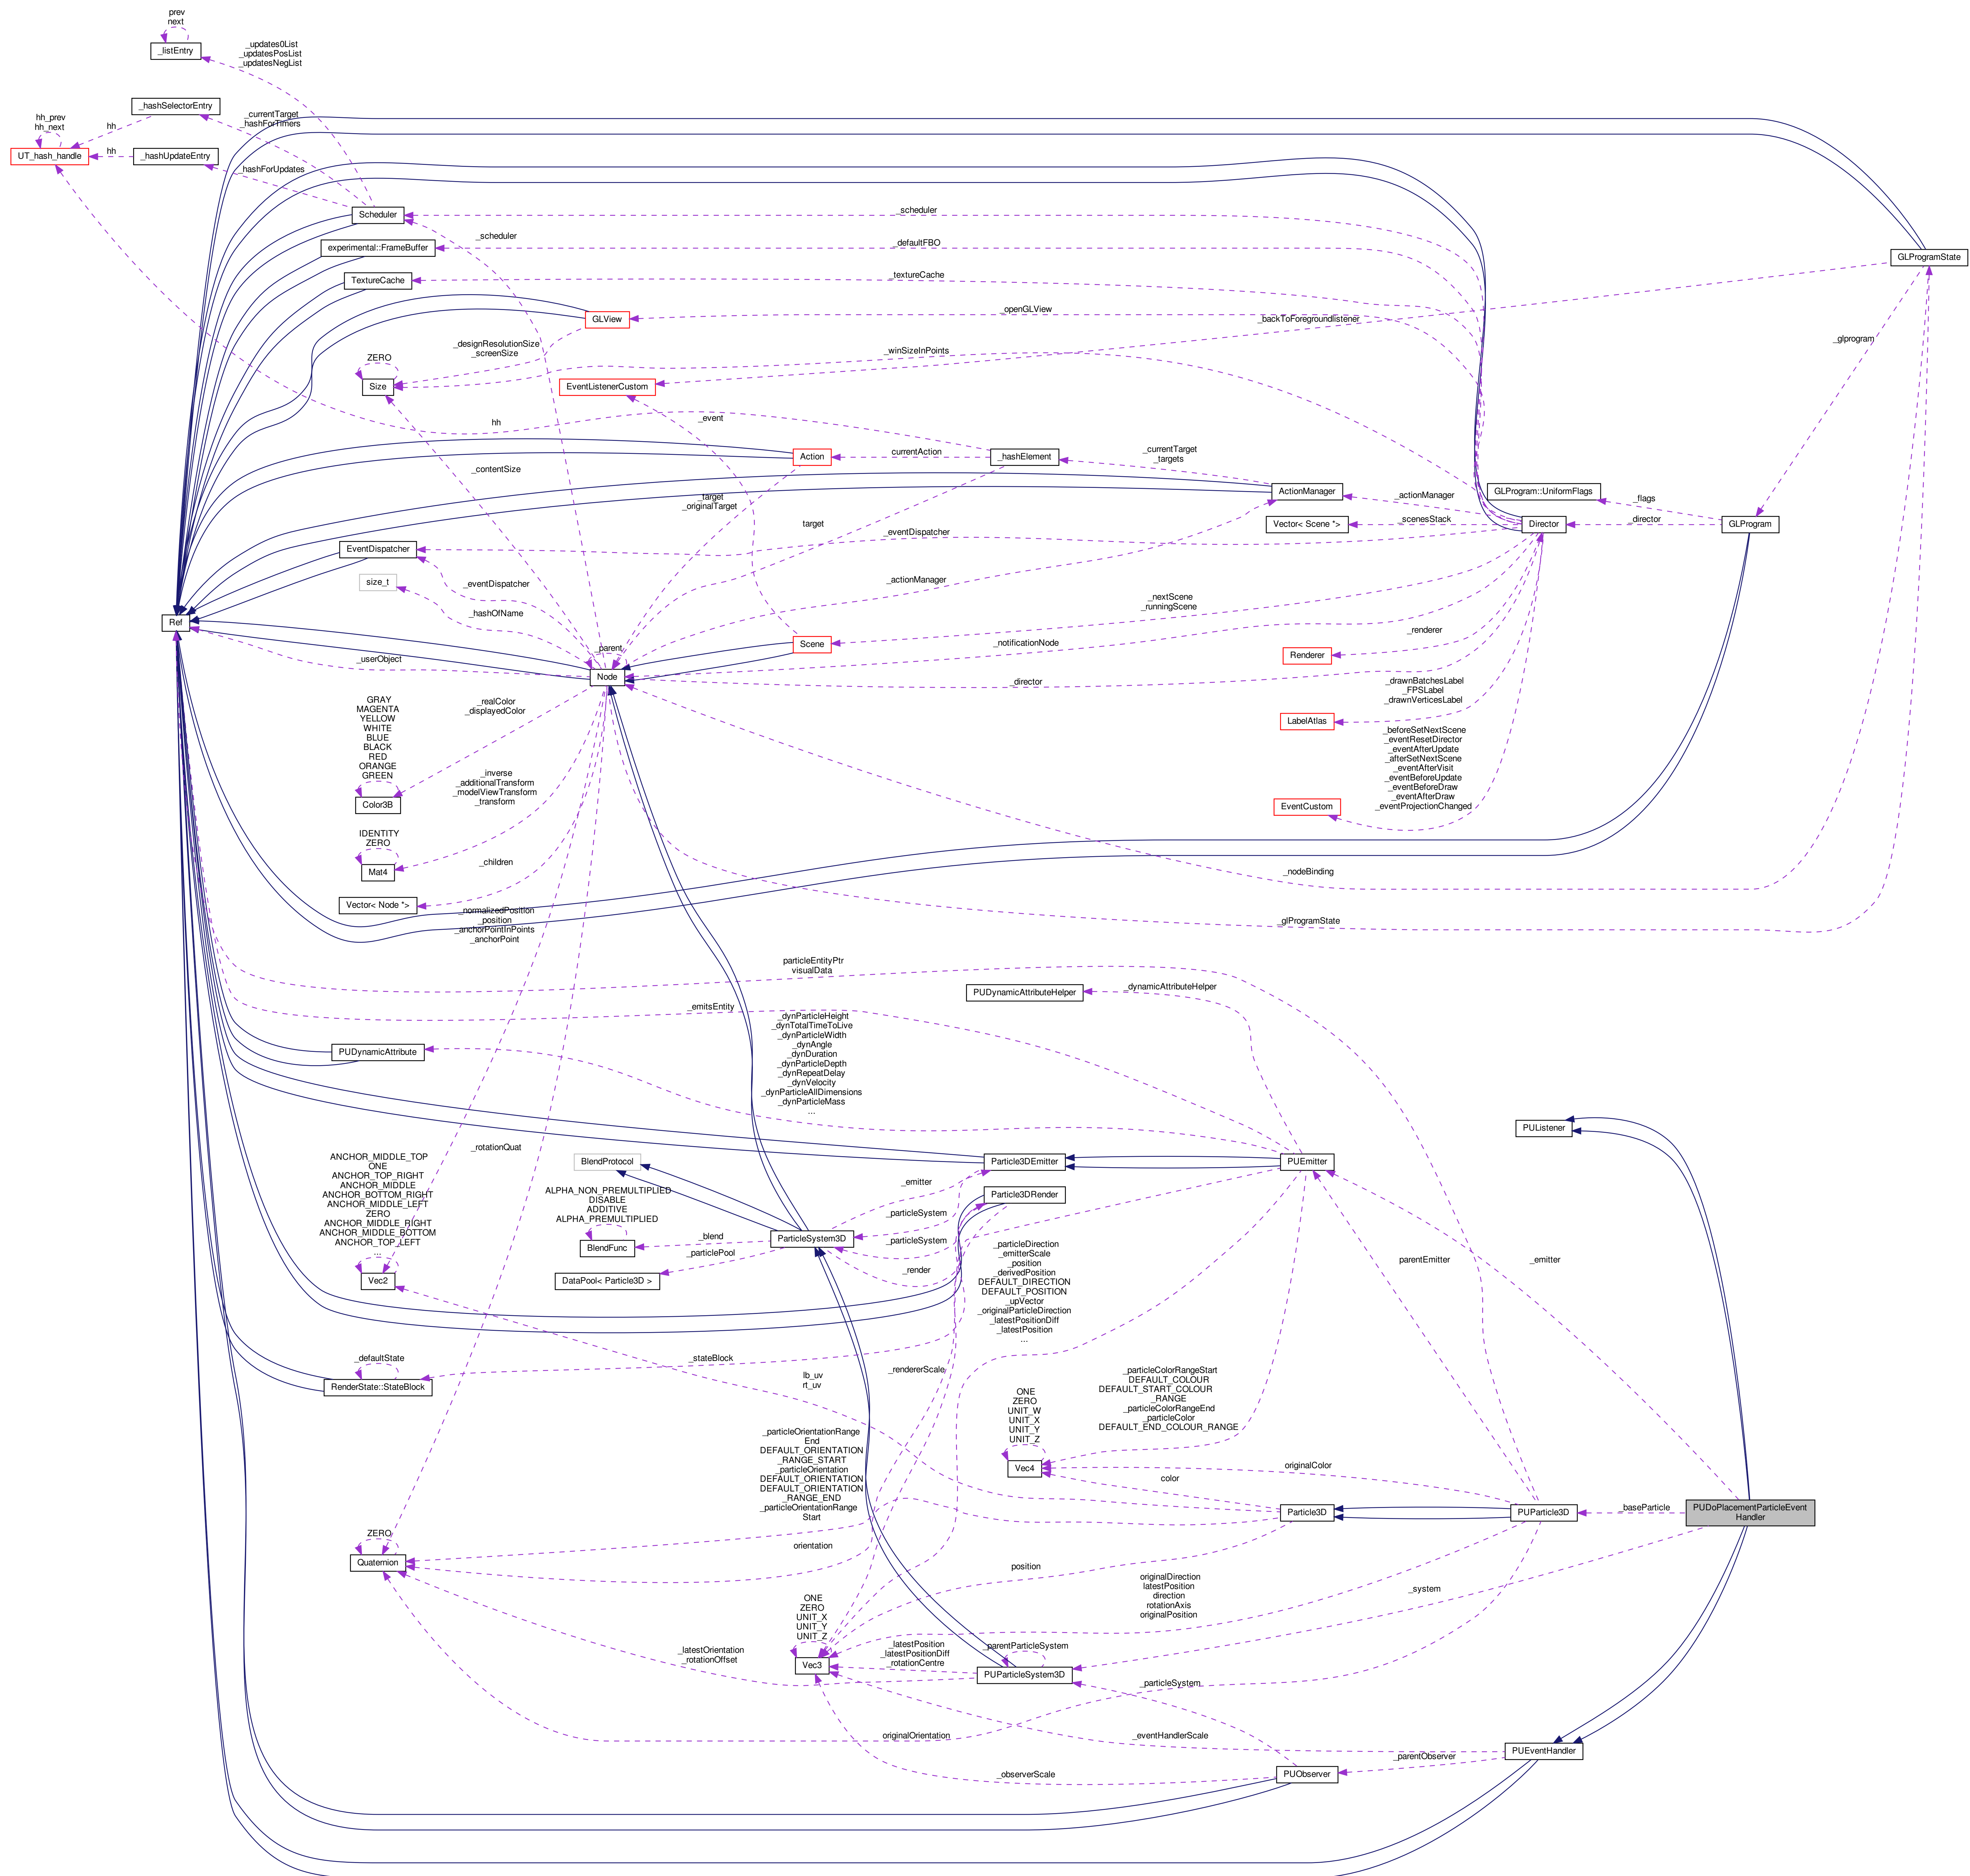 prev
next
_listEntry
_updates0List
_updatesPosList
_updatesNegList
_hashSelectorEntry
_currentTarget
_hashForTimers
hh_prev
hh_next
hh
UT_hash_handle
hh
_hashUpdateEntry
_hashForUpdates
Scheduler
_scheduler
_scheduler
experimental::FrameBuffer
_defaultFBO
GLProgramState
TextureCache
_textureCache
_openGLView
GLView
_backToForegroundlistener
_glprogram
_designResolutionSize
_screenSize
_winSizeInPoints
ZERO
Size
EventListenerCustom
hh
_event
Action
currentAction
_hashElement
_currentTarget
_targets
_contentSize
_target
_originalTarget
ActionManager
_actionManager
GLProgram::UniformFlags
_flags
target
Vector< Scene *>
_scenesStack
Director
_director
GLProgram
_eventDispatcher
EventDispatcher
size_t
_eventDispatcher
_actionManager
_hashOfName
_nextScene
_runningScene
Ref
_renderer
_parent
Scene
_notificationNode
Renderer
_userObject
Node
_director
_drawnBatchesLabel
_FPSLabel
_drawnVerticesLabel
LabelAtlas
GRAY
MAGENTA
YELLOW
WHITE
BLUE
BLACK
RED
ORANGE
GREEN
_realColor
_displayedColor
Color3B
_beforeSetNextScene
_eventResetDirector
_eventAfterUpdate
_afterSetNextScene
_eventAfterVisit
_eventBeforeUpdate
_eventBeforeDraw
_eventAfterDraw
_eventProjectionChanged
EventCustom
_inverse
_additionalTransform
_modelViewTransform
_transform
IDENTITY
ZERO
Mat4
_children
_nodeBinding
Vector< Node *>
_normalizedPosition
_position
_anchorPointInPoints
_anchorPoint
_glProgramState
particleEntityPtr
visualData
PUDynamicAttributeHelper
_dynamicAttributeHelper
_emitsEntity
_dynParticleHeight
_dynTotalTimeToLive
_dynParticleWidth
_dynAngle
_dynDuration
_dynParticleDepth
_dynRepeatDelay
_dynVelocity
_dynParticleAllDimensions
_dynParticleMass
...
PUDynamicAttribute
PUListener
_rotationQuat
ANCHOR_MIDDLE_TOP
ONE
ANCHOR_TOP_RIGHT
ANCHOR_MIDDLE
ANCHOR_BOTTOM_RIGHT
ANCHOR_MIDDLE_LEFT
ZERO
ANCHOR_MIDDLE_RIGHT
ANCHOR_MIDDLE_BOTTOM
ANCHOR_TOP_LEFT
...
Vec2
BlendProtocol
ALPHA_NON_PREMULTIPLIED
DISABLE
ADDITIVE
ALPHA_PREMULTIPLIED
BlendFunc
_blend
ParticleSystem3D
_particlePool
DataPool< Particle3D >
_emitter
_particleSystem
_particleSystem
_render
Particle3DEmitter
Particle3DRender
PUEmitter
_particleDirection
_emitterScale
_position
_derivedPosition
DEFAULT_DIRECTION
DEFAULT_POSITION
_upVector
_originalParticleDirection
_latestPositionDiff
_latestPosition
...
parentEmitter
_emitter
_defaultState
RenderState::StateBlock
_stateBlock
lb_uv
rt_uv
_rendererScale
_particleColorRangeStart
DEFAULT_COLOUR
DEFAULT_START_COLOUR
_RANGE
_particleColorRangeEnd
_particleColor
DEFAULT_END_COLOUR_RANGE
ONE
ZERO
UNIT_W
UNIT_X
UNIT_Y
UNIT_Z
Vec4
originalColor
color
_particleOrientationRange
End
DEFAULT_ORIENTATION
_RANGE_START
_particleOrientation
DEFAULT_ORIENTATION
DEFAULT_ORIENTATION
_RANGE_END
_particleOrientationRange
Start
Particle3D
PUParticle3D
_baseParticle
PUDoPlacementParticleEvent
Handler
ZERO
Quaternion
orientation
position
originalDirection
latestPosition
direction
rotationAxis
originalPosition
_system
ONE
ZERO
UNIT_X
UNIT_Y
UNIT_Z
Vec3
_latestOrientation
_rotationOffset
_latestPosition
_latestPositionDiff
_rotationCentre
_parentParticleSystem
PUParticleSystem3D
_particleSystem
originalOrientation
_eventHandlerScale
PUEventHandler
_parentObserver
_observerScale
PUObserver